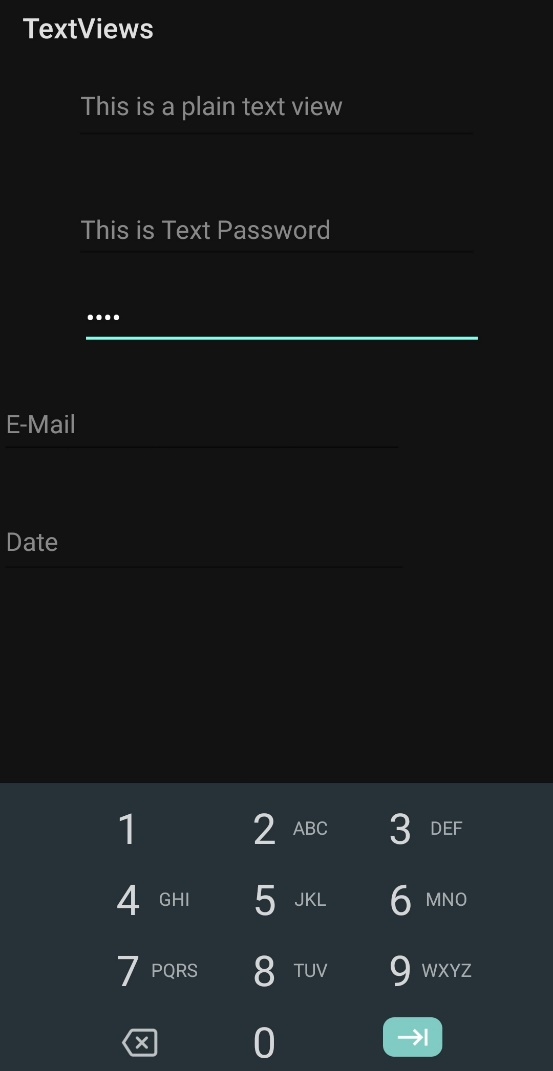 TextViews
This is a plain text view
This is Text Password
••••
E-Mail
Date
1 2 ABC 3 DEF
4 GHI 5 JKL 6 MNO
7 PQRS 8 TUV 9 WXYZ
0